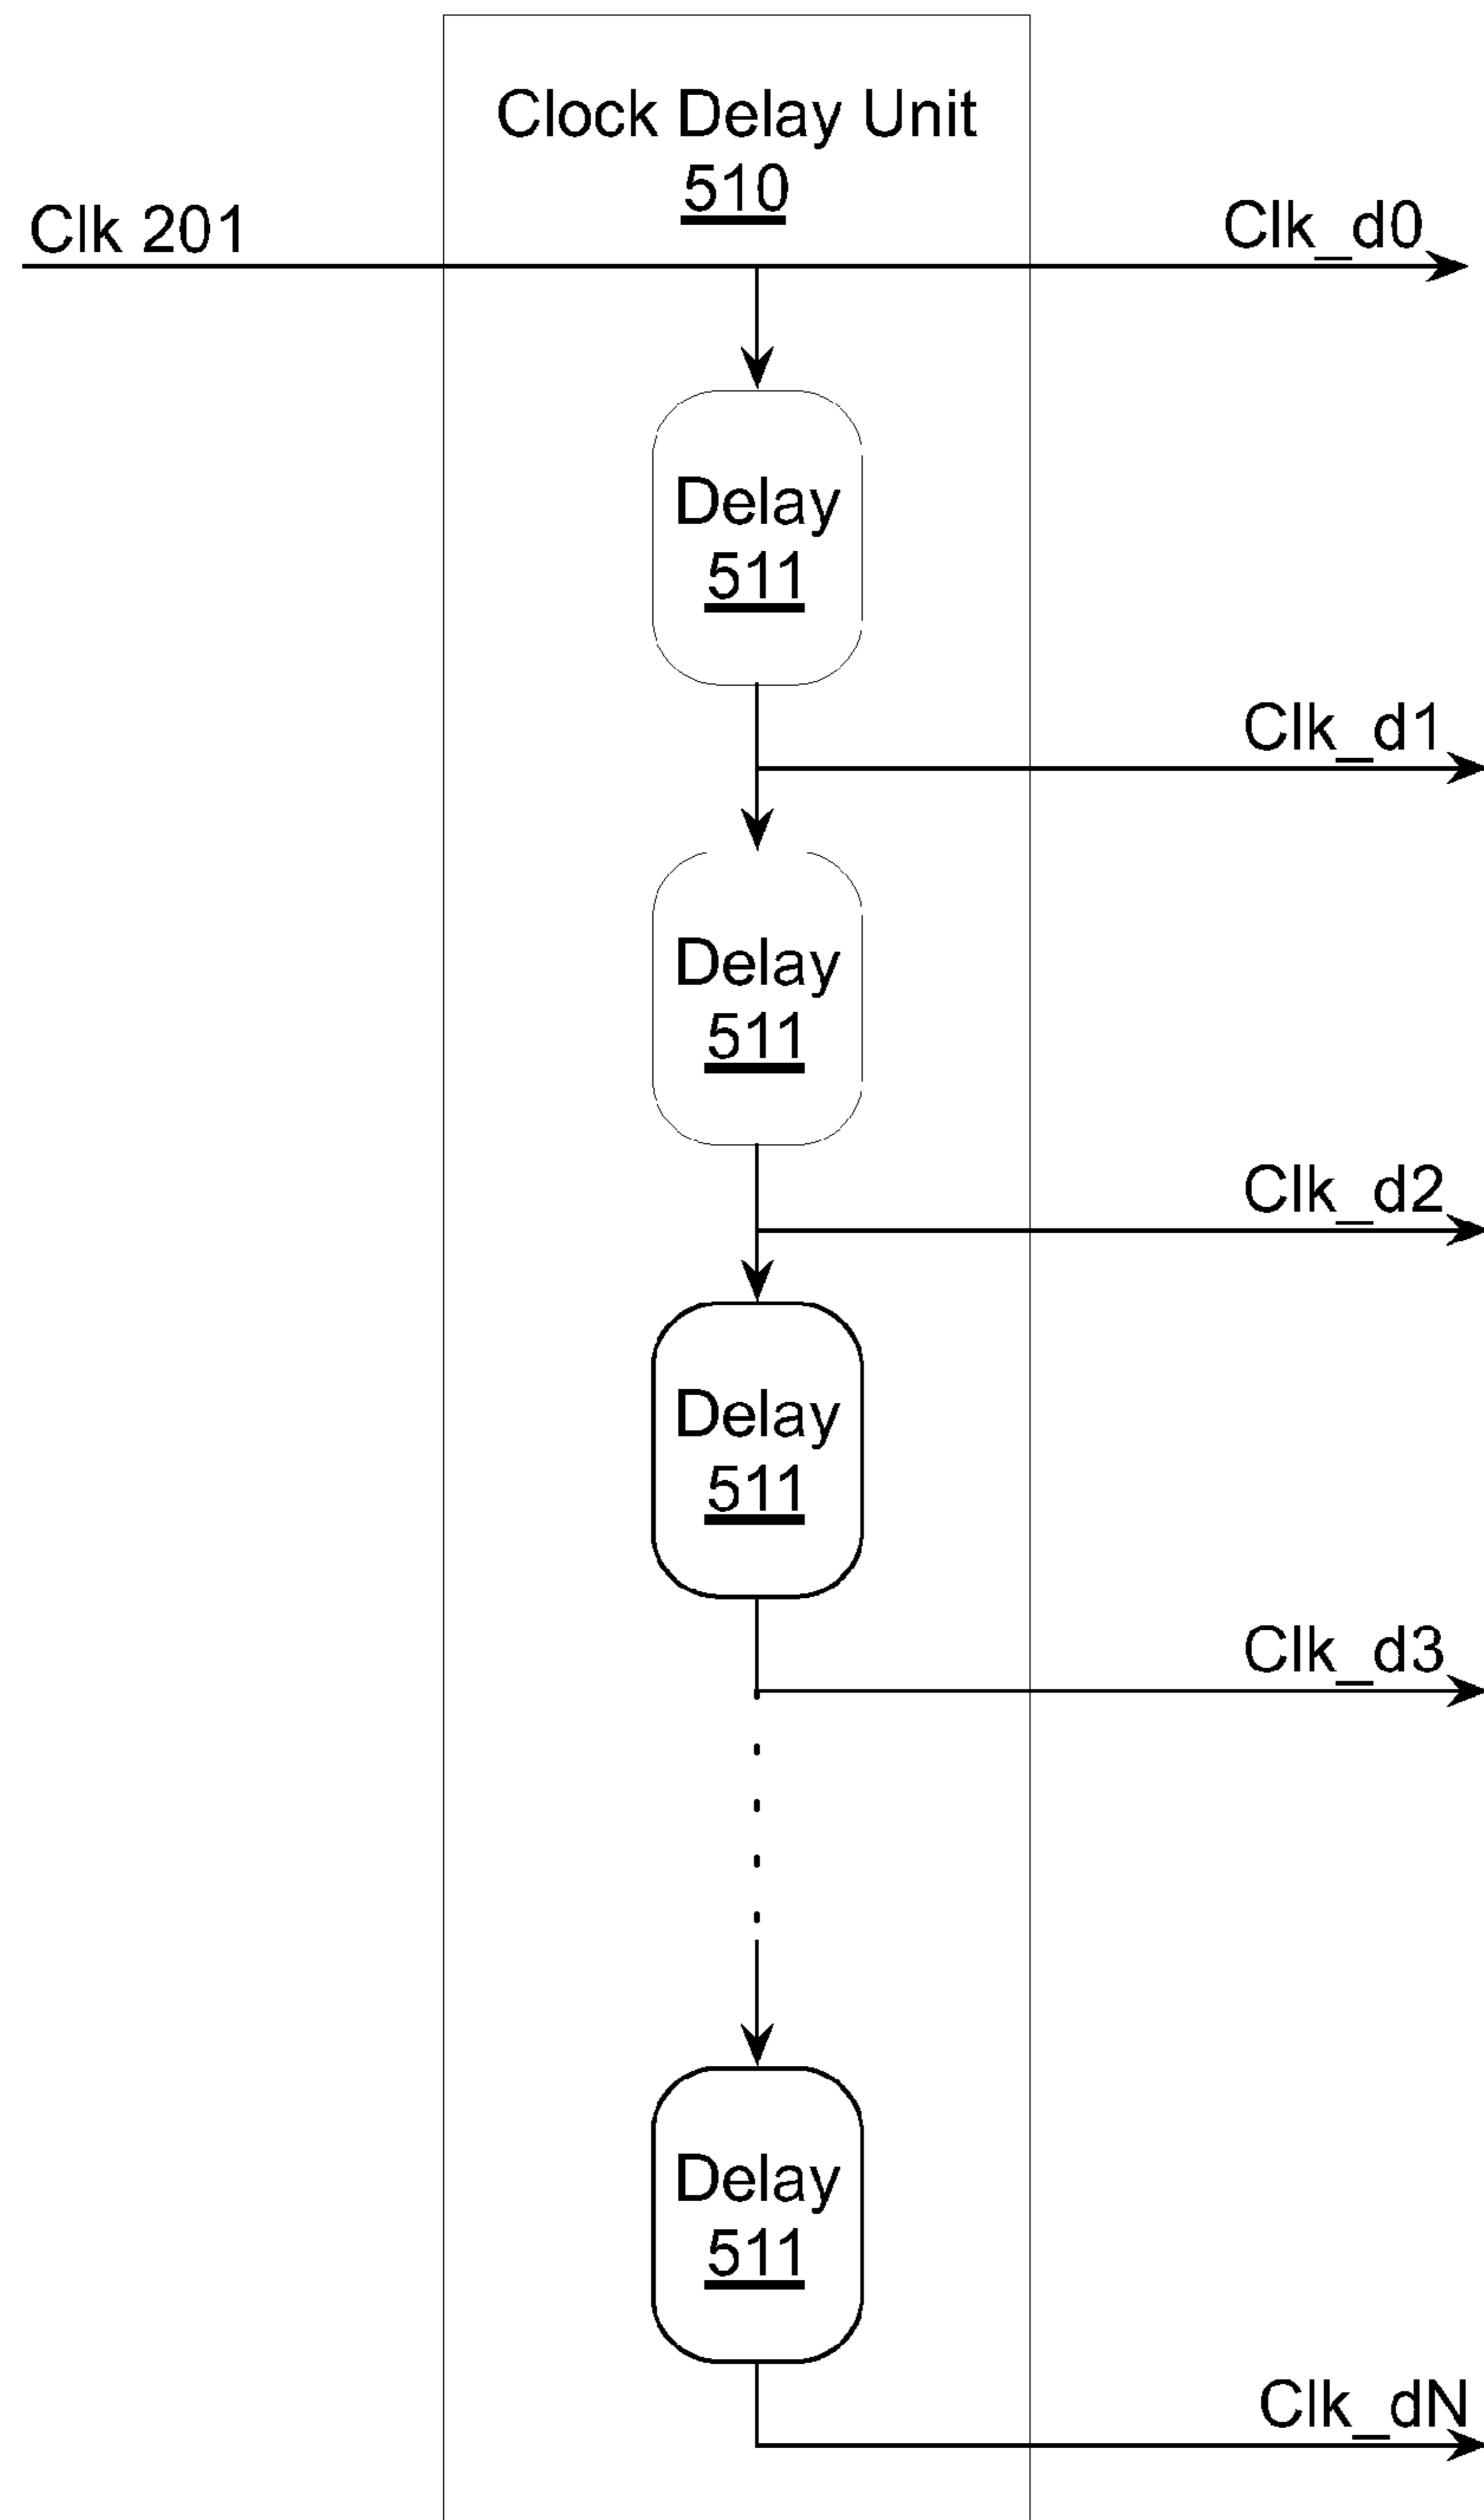 Clock Delay Unit
510
Clk 201
Clk_d0
Delay
511
Clk_d1
Delay
511
Clk_d2
Delay
511
Clk_d3
Delay
511
Clk_dN